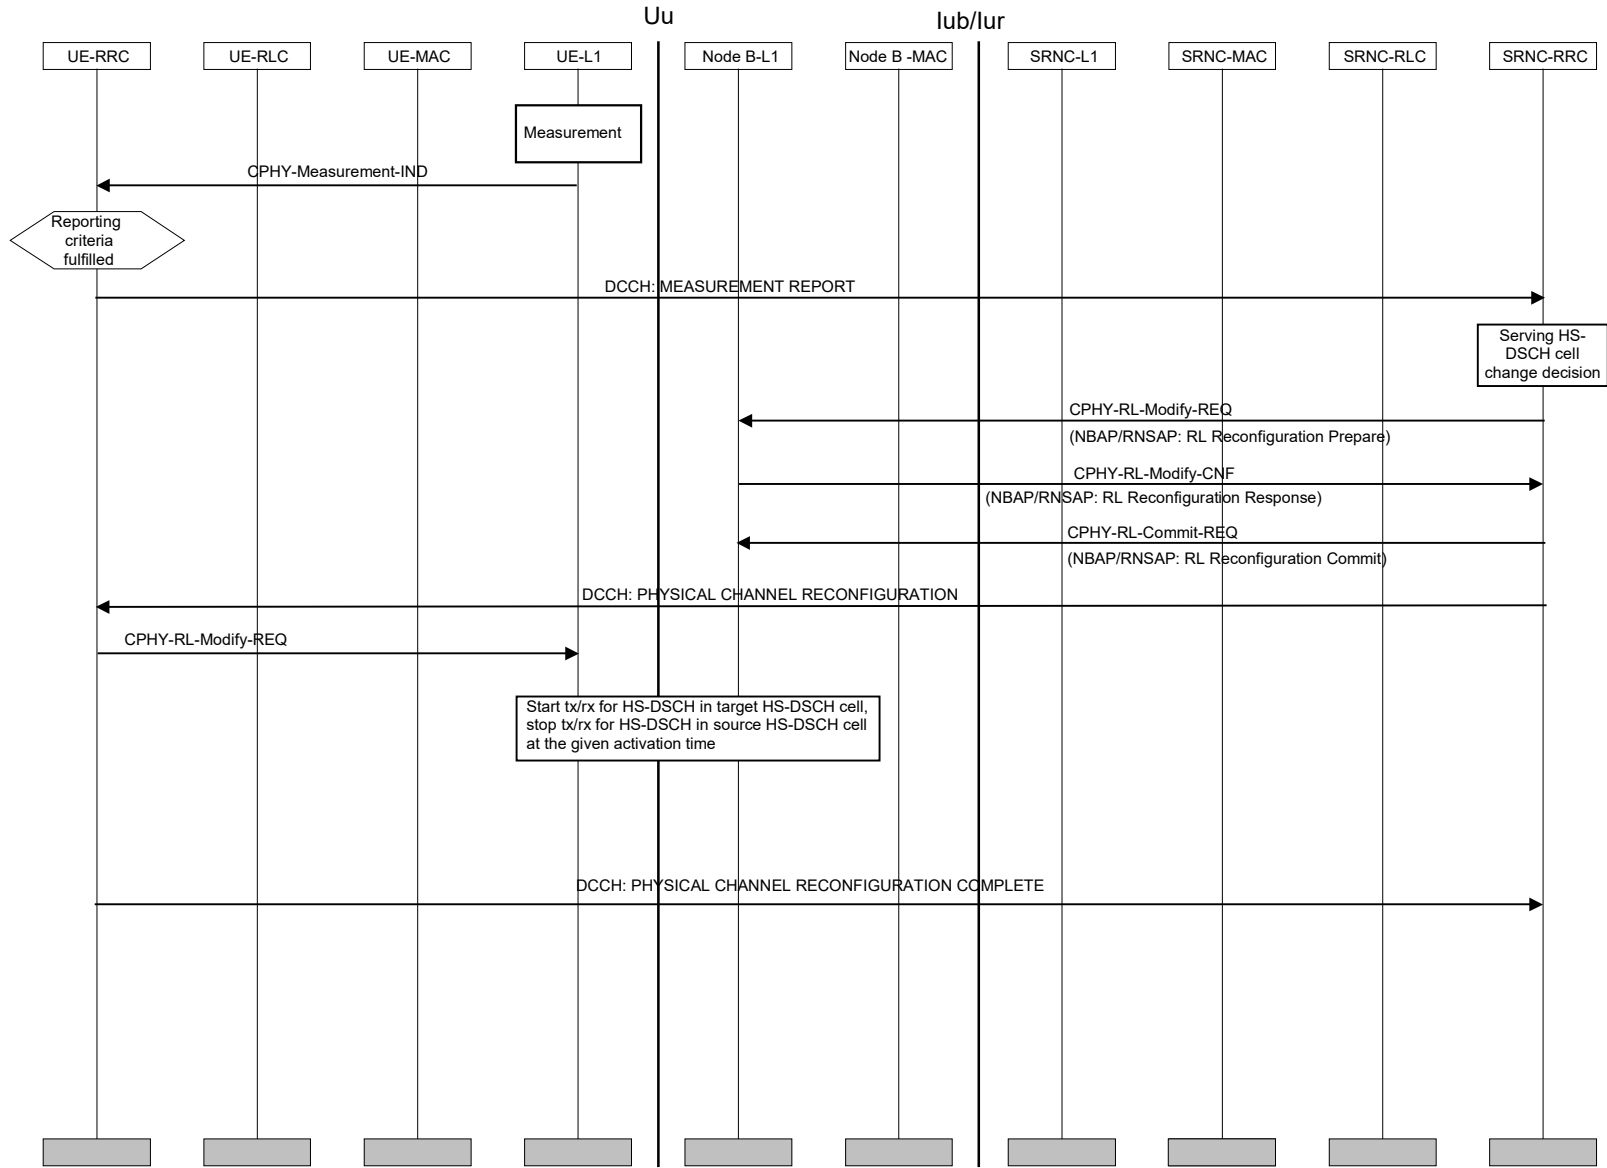 Uu
Iub/Iur
UE-RRC
UE-RLC
UE-MAC
UE-L1
Node B-L1
Node B -MAC
SRNC-L1
SRNC-MAC
SRNC-RLC
SRNC-RRC
Measurement
CPHY-Measurement-IND
Reporting
criteria
fulfilled
DCCH: MEASUREMENT REPORT
Serving HS-
DSCH cell
change decision
CPHY-RL-Modify-REQ
(NBAP/RNSAP: RL Reconfiguration Prepare)
CPHY-RL-Modify-CNF
(NBAP/RNSAP: RL Reconfiguration Response)
CPHY-RL-Commit-REQ
(NBAP/RNSAP: RL Reconfiguration Commit)
DCCH: PHYSICAL CHANNEL RECONFIGURATION
CPHY-RL-Modify-REQ
Start tx/rx for HS-DSCH in target HS-DSCH cell,
stop tx/rx for HS-DSCH in source HS-DSCH cell
at the given activation time
DCCH: PHYSICAL CHANNEL RECONFIGURATION COMPLETE